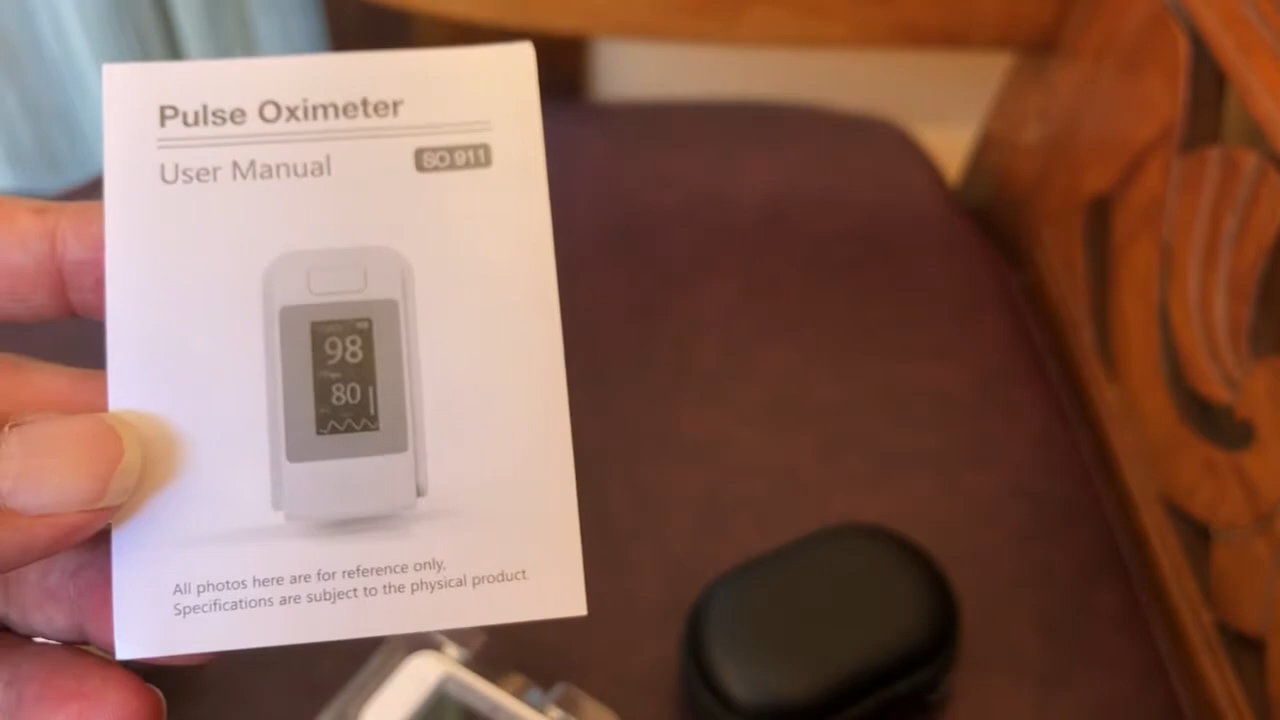 Pulse Oximeter
User Manual
SO 911
98
80
All photos here are for reference only,
Specifications are subject to the physical product.